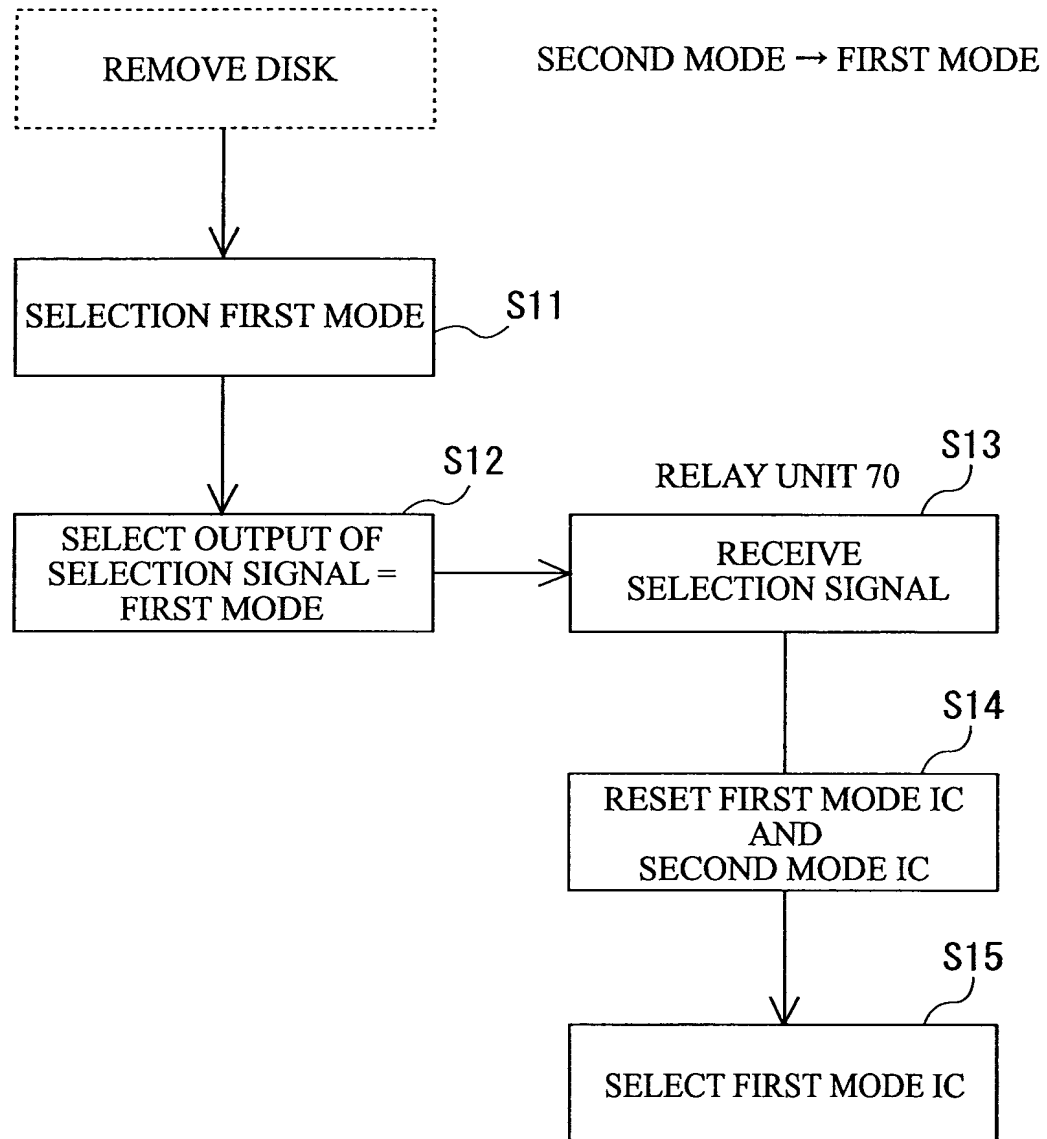 REMOVE DISK
SECOND MODE → FIRST MODE
SELECTION FIRST MODE
S11
S12
SELECT OUTPUT OF
SELECTION SIGNAL =
FIRST MODE
RELAY UNIT 70
S13
RECEIVE
SELECTION SIGNAL
S14
RESET FIRST MODE IC
AND
SECOND MODE IC
S15
SELECT FIRST MODE IC